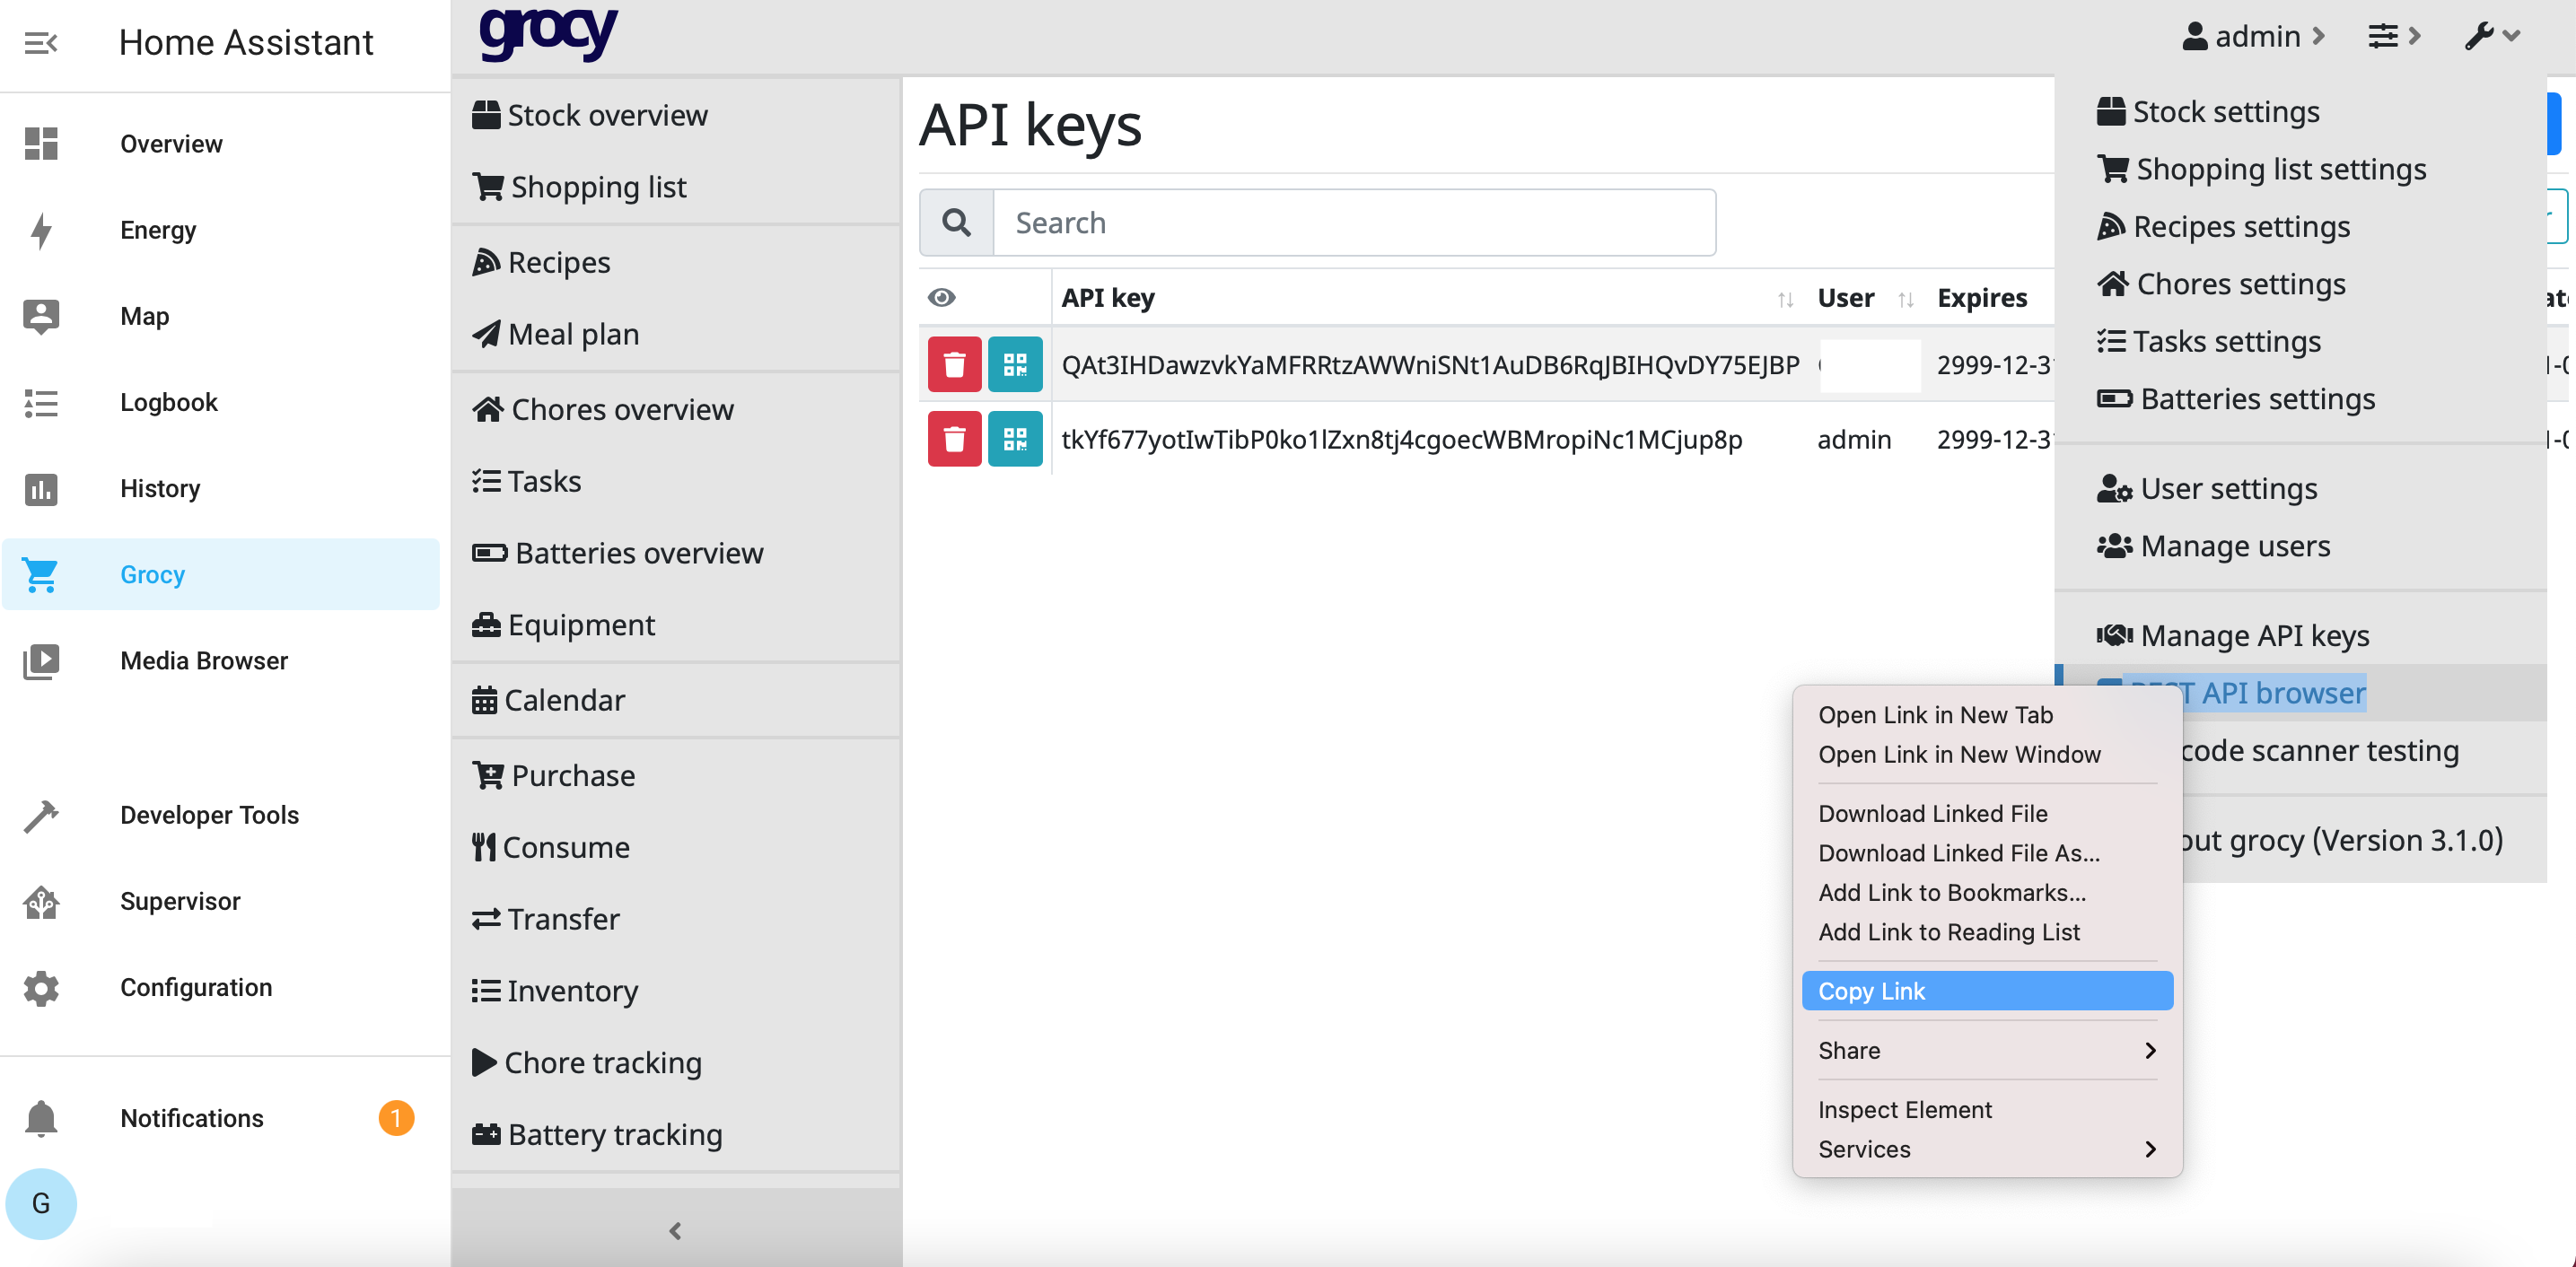 Home Assistant
Overview
Energy
Map
Logbook
History
Grocy
Media Browser
Developer Tools
Supervisor
Configuration
Notifications
1
G
grocy
Stock overview
Shopping list
Recipes
Meal plan
Chores overview
Tasks
Batteries overview
Equipment
Calendar
Purchase
Consume
Transfer
Inventory
Chore tracking
Battery tracking
admin
API keys
Search
API key User Expires
QAt3IHDawzvkYaMFRRtzAWWniSNt1AuDB6RqJBIHQvDY75EJBP 2999-12-31
tkYf677yotIwTibP0ko1lZxn8tj4cgoecWBMropiNc1MCjup8p admin 2999-12-31
Stock settings
Shopping list settings
Recipes settings
Chores settings
Tasks settings
Batteries settings
User settings
Manage users
Manage API keys
REST API browser
code scanner testing
out grocy (Version 3.1.0)
Open Link in New Tab
Open Link in New Window
Download Linked File
Download Linked File As...
Add Link to Bookmarks...
Add Link to Reading List
Copy Link
Share
Inspect Element
Services